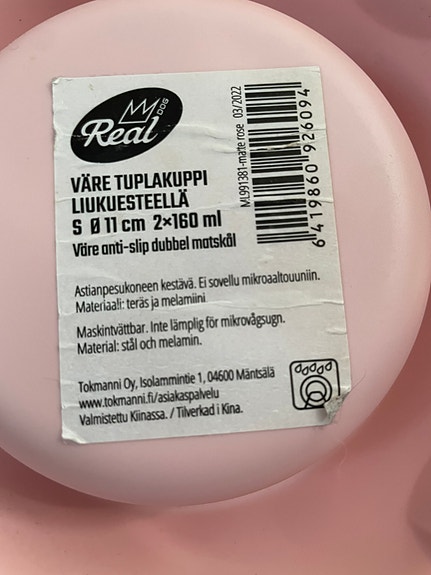 Real DOG
VÄRE TUPLAKUPPI
LIUKUESTEELLÄ
S Ø 11 cm 2×160 ml
Väre anti-slip dubbel matskål
Astianpesukoneen kestävä. Ei sovellu mikroaaltouuniin.
Materiaali: teräs ja melamiini
Maskintvättbar. Inte lämplig för mikrovågsugn.
Material: stål och melamin.
Tokmanni Oy, Isolammintie 1, 04600 Mäntsälä
www.tokmanni.fi/asiakaspalvelu
Valmistettu Kiinassa. / Tilverkad i Kina.
ML991381-matte rose 03/2022
6 419860 926094